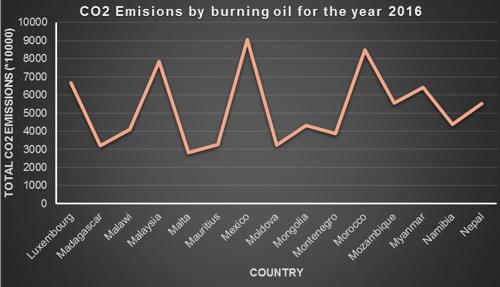 CO2 Emisions by burning oil for the year 2016
TOTAL CO2 EMISSIONS (*10000)
10000
9000
8000
7000
6000
5000
4000
3000
2000
1000
0
Luxembourg
Madagascar
Malawi
Malaysia
Malta
Mauritius
Mexico
Moldova
Mongolia
Montenegro
Morocco
Mozambique
Myanmar
Namibia
Nepal
COUNTRY